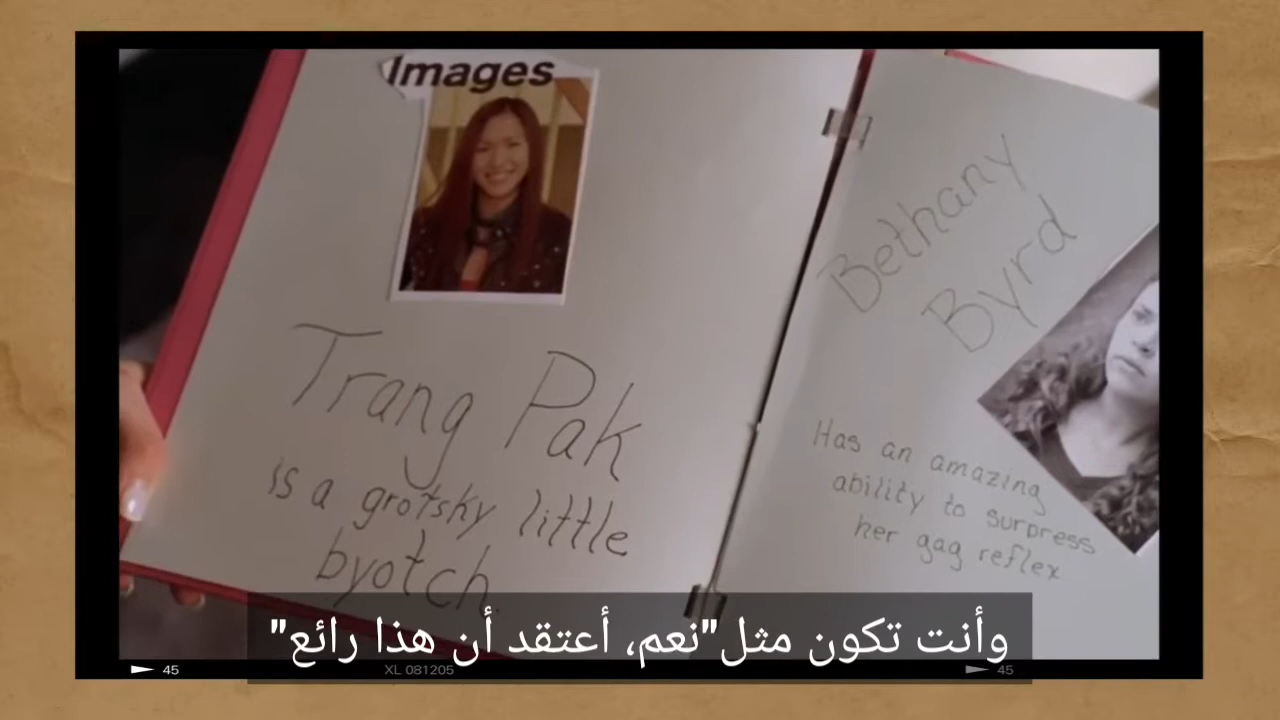 Images
Trang Pak
is a grotsky little
byotch
Bethany
Byrd
Has an amazing
ability to surpress
her gag reflex
وأنت تكون مثل "نعم، أعتقد أن هذا رائع"
45
XL 081205
45